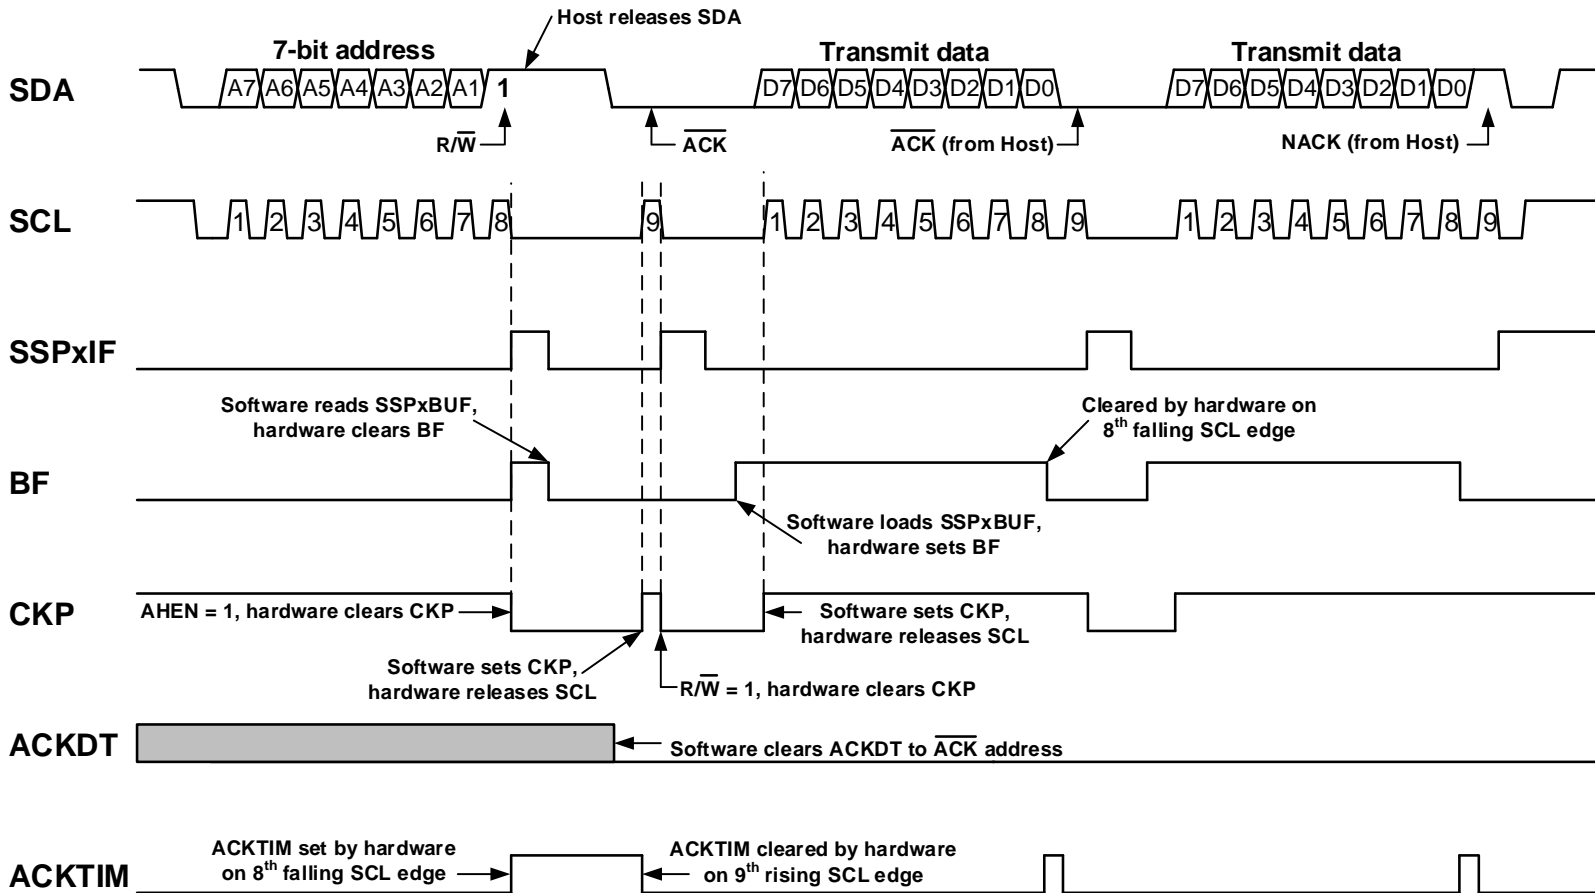 Host releases SDA
7-bit address
Transmit data
Transmit data
SDA
A7 A6 A5 A4 A3 A2 A1 1
D7 D6 D5 D4 D3 D2 D1 D0
D7 D6 D5 D4 D3 D2 D1 D0
R/W̅
A̅C̅K̅
A̅C̅K̅ (from Host)
NACK (from Host)
SCL
1 2 3 4 5 6 7 8 9
1 2 3 4 5 6 7 8 9
1 2 3 4 5 6 7 8 9
SSPxIF
Software reads SSPxBUF,
hardware clears BF
Cleared by hardware on
8th falling SCL edge
BF
Software loads SSPxBUF,
hardware sets BF
CKP
AHEN = 1, hardware clears CKP
Software sets CKP,
hardware releases SCL
Software sets CKP,
hardware releases SCL
R/W̅ = 1, hardware clears CKP
ACKDT
Software clears ACKDT to A̅C̅K̅ address
ACKTIM
ACKTIM set by hardware
on 8th falling SCL edge
ACKTIM cleared by hardware
on 9th rising SCL edge